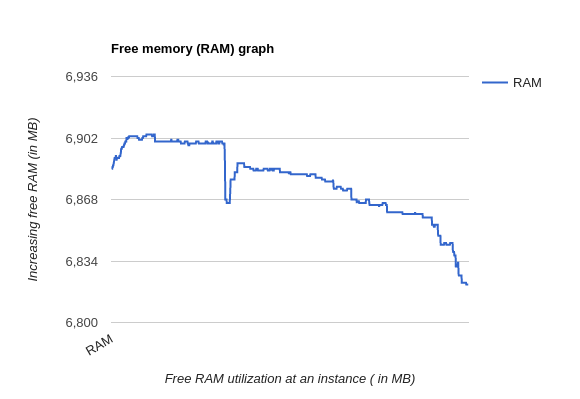 Free memory (RAM) graph
6,936
6,902
6,868
6,834
6,800
RAM
Increasing free RAM (in MB)
RAM
Free RAM utilization at an instance ( in MB)